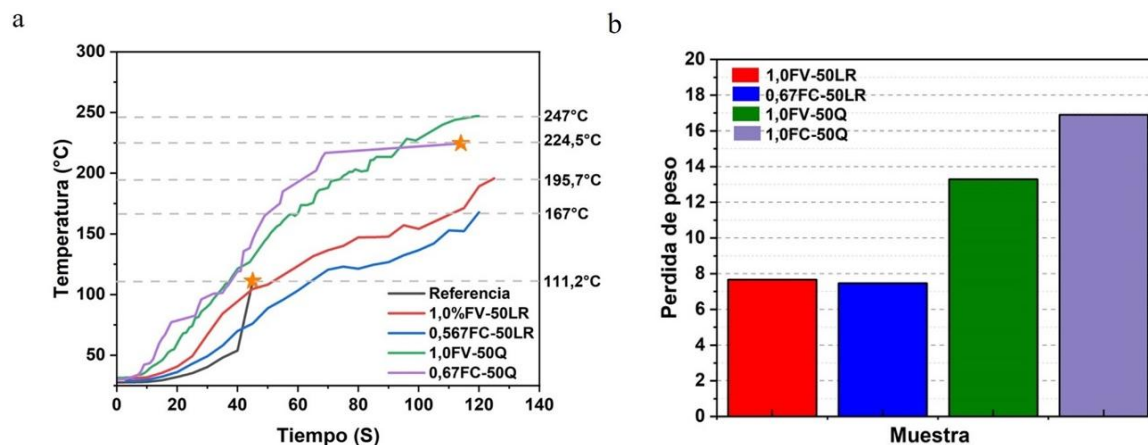 a
300
250
200
150
100
50
Temperatura (°C)
0
20
40
60
80
100
120
140
Tiempo (S)
247°C
224,5°C
195,7°C
167°C
111,2°C
Referencia
1,0%FV-50LR
0,567FC-50LR
1,0FV-50Q
0,67FC-50Q
b
20
18
16
14
12
10
8
6
4
2
0
Perdida de peso
1,0FV-50LR
0,67FC-50LR
1,0FV-50Q
1,0FC-50Q
Muestra